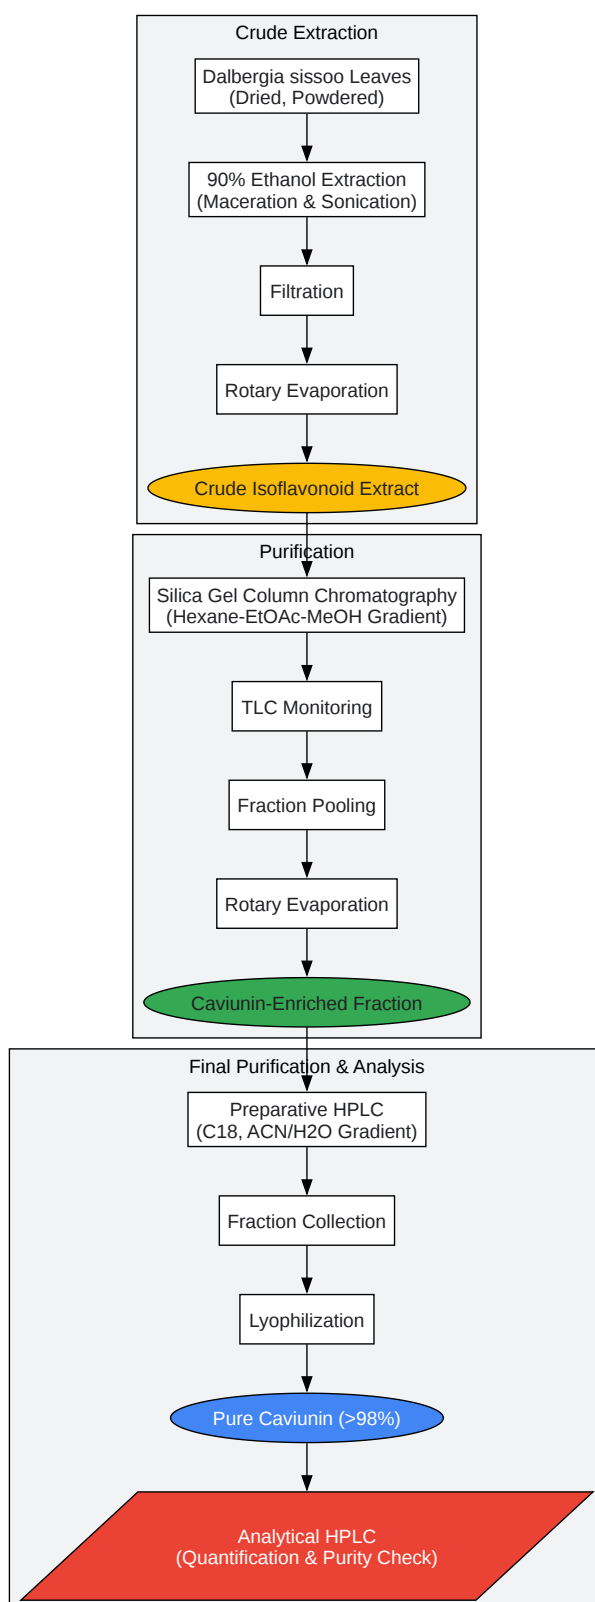 Crude Extraction
Dalbergia sissoo Leaves
(Dried, Powdered)
90% Ethanol Extraction
(Maceration & Sonication)
Filtration
Rotary Evaporation
Crude Isoflavonoid Extract
Purification
Silica Gel Column Chromatography
(Hexane-EtOAc-MeOH Gradient)
TLC Monitoring
Fraction Pooling
Rotary Evaporation
Caviunin-Enriched Fraction
Final Purification & Analysis
Preparative HPLC
(C18, ACN/H2O Gradient)
Fraction Collection
Lyophilization
Pure Caviunin (>98%)
Analytical HPLC
(Quantification & Purity Check)